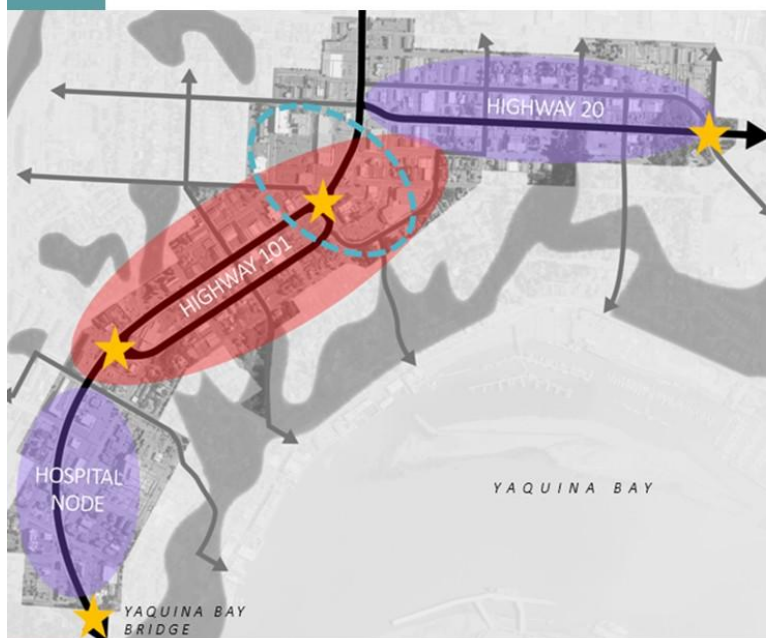 HIGHWAY 20
HIGHWAY 101
HOSPITAL
NODE
YAQUINA BAY
YAQUINA BAY
BRIDGE